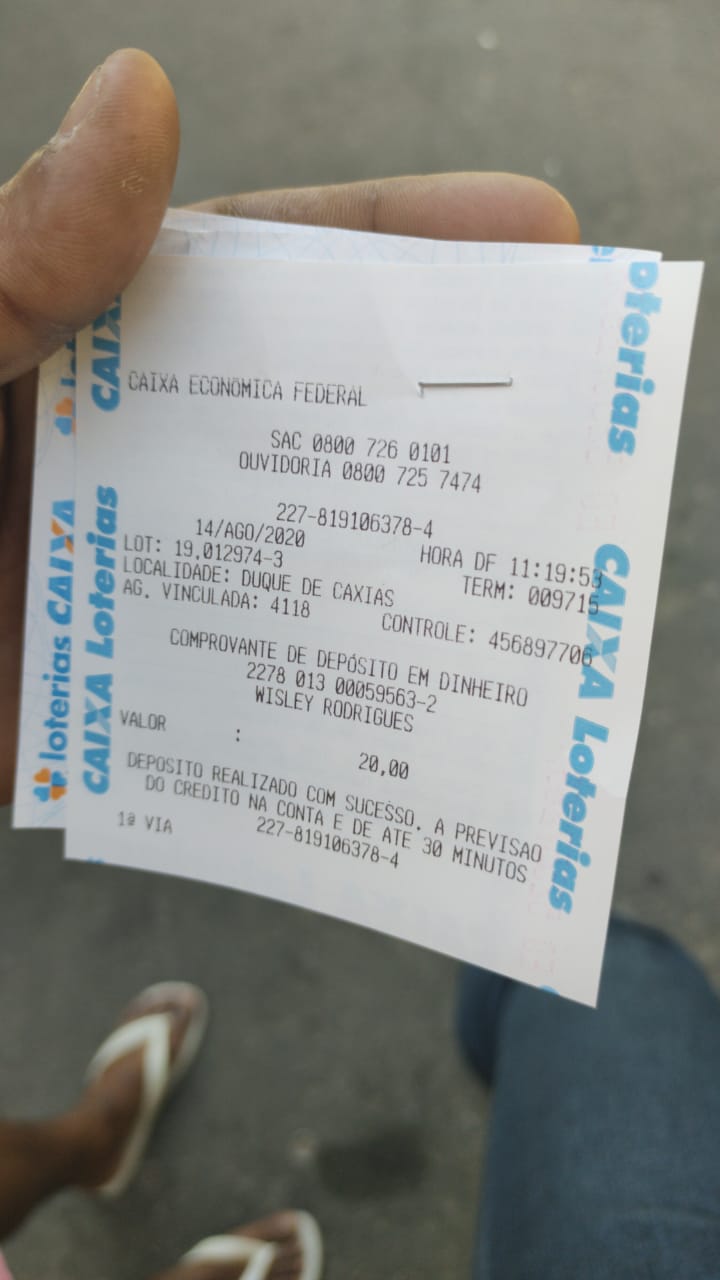 CAIXA ECONOMICA FEDERAL
SAC 0800 726 0101
OUVIDORIA 0800 725 7474
227-819106378-4
14/AGO/2020 HORA DF 11:19:58
LOT: 19.012974-3 TERM: 009715
LOCALIDADE: DUQUE DE CAXIAS
AG. VINCULADA: 4118 CONTROLE: 456897706
COMPROVANTE DE DEPÓSITO EM DINHEIRO
2278 013 00059563-2
WISLEY RODRIGUES
VALOR : 20,00
DEPOSITO REALIZADO COM SUCESSO. A PREVISAO
DO CREDITO NA CONTA E DE ATE 30 MINUTOS
1ª VIA 227-819106378-4
CAIXA Loterias
loterias CAIXA
CAIXA Loterias
oterias